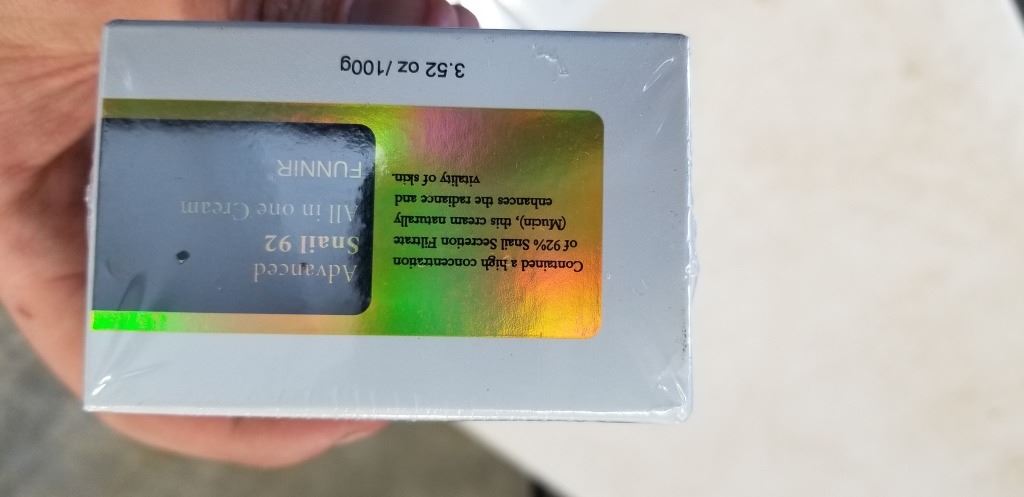 Advanced
Snail 92
All in one Cream
FUNNIR
Contained a high concentration
of 92% Snail Secretion Filtrate
(Mucin), this cream naturally
enhances the radiance and
vitality of skin.
3.52 oz /100g